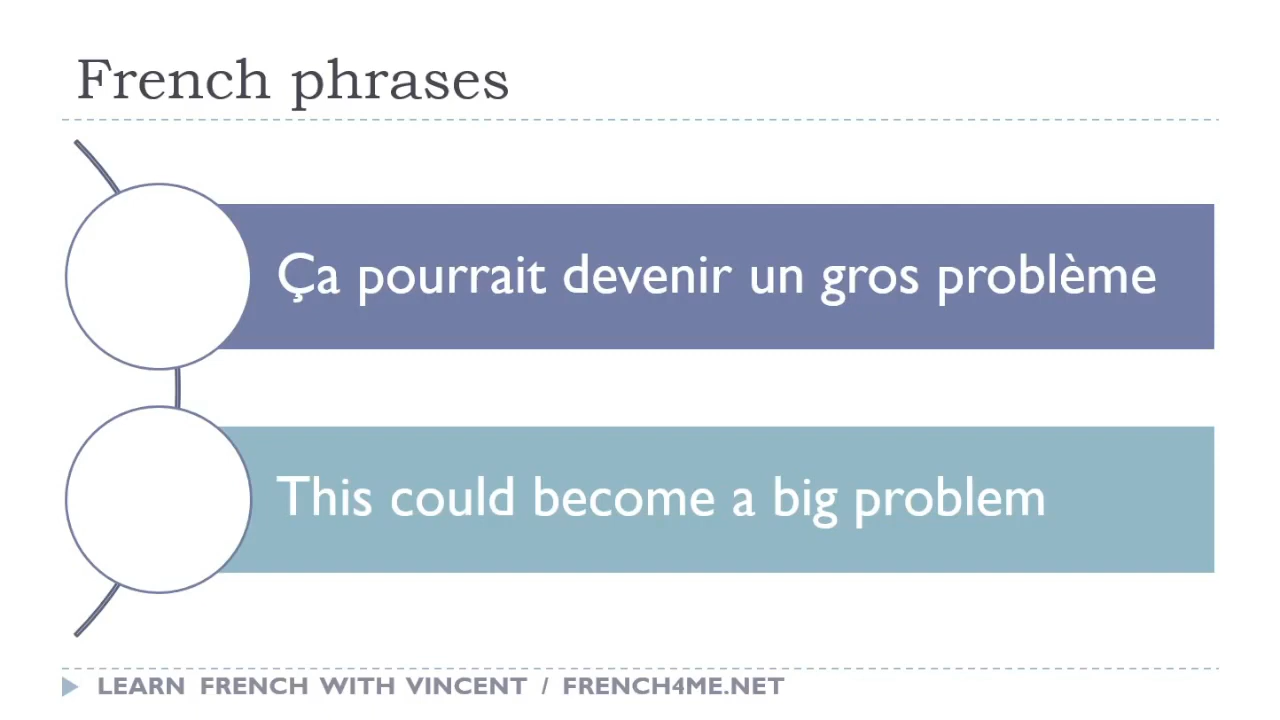 French phrases
Ça pourrait devenir un gros problème
This could become a big problem
LEARN FRENCH WITH VINCENT / FRENCH4ME.NET